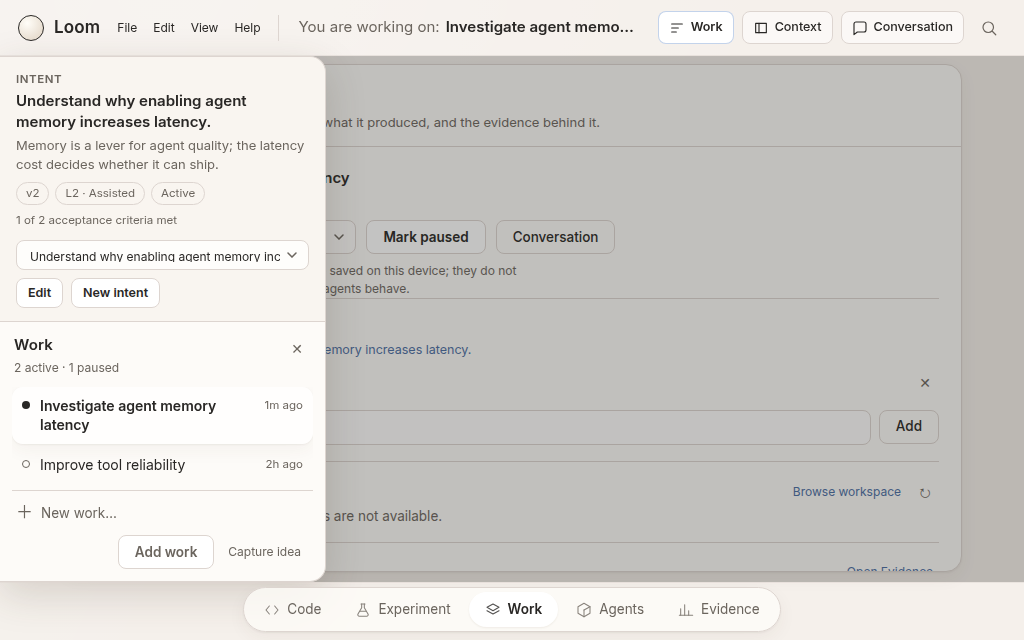 Loom File Edit View Help You are working on: Investigate agent memo... Work Context Conversation
INTENT
Understand why enabling agent
memory increases latency.
Memory is a lever for agent quality; the latency
cost decides whether it can ship.
v2 L2 · Assisted Active
1 of 2 acceptance criteria met
Understand why enabling agent memory inc
Edit New intent
Work
2 active · 1 paused
Investigate agent memory 1m ago
latency
Improve tool reliability 2h ago
New work...
Add work Capture idea
what it produced, and the evidence behind it.
ncy
Mark paused Conversation
saved on this device; they do not
agents behave.
emory increases latency.
Add
Browse workspace
s are not available.
Open Evidence
Code Experiment Work Agents Evidence